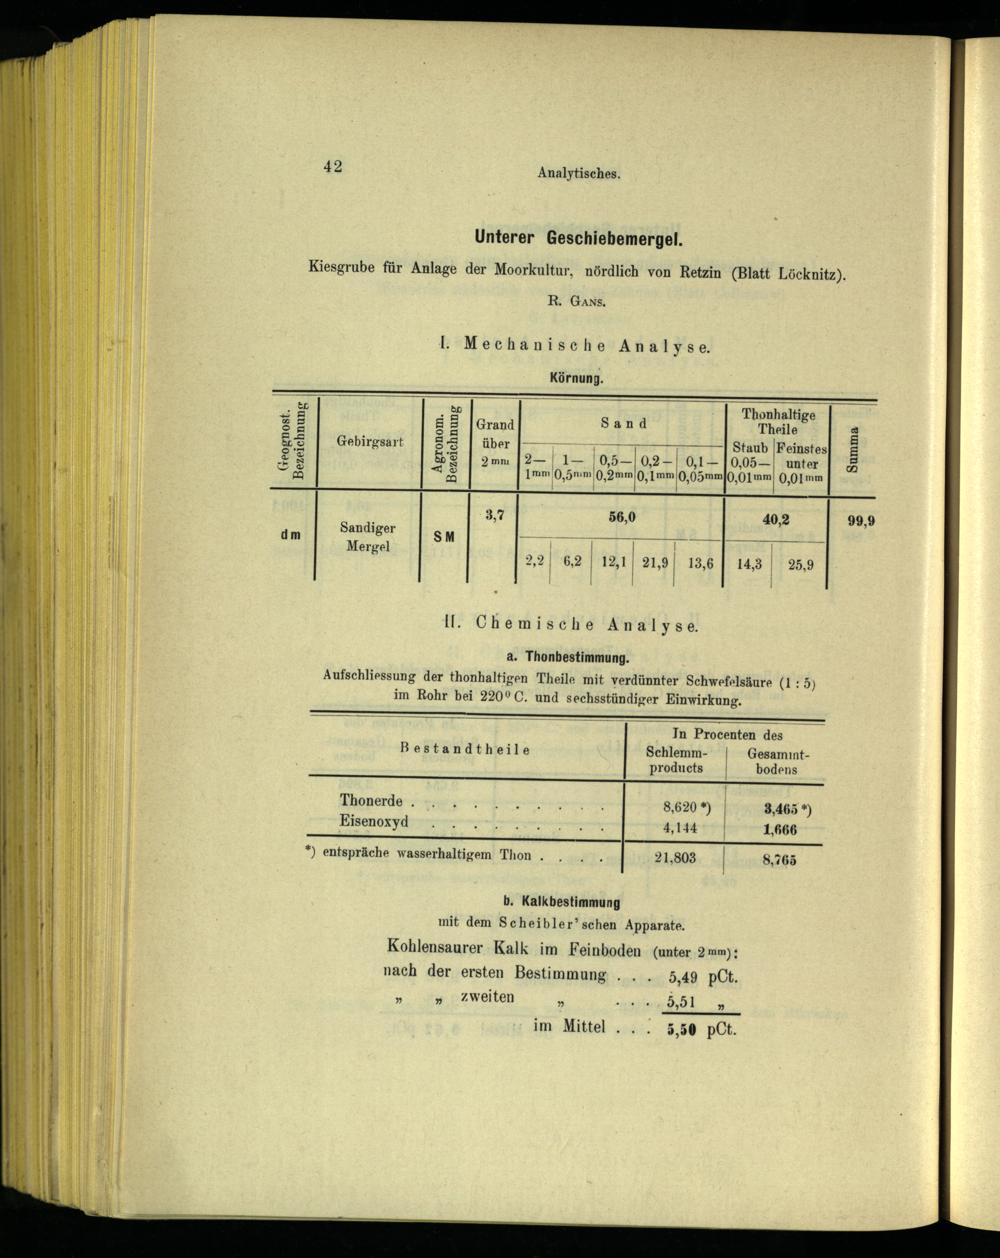 42
Analytisches.
Unterer Geschiebemergel.
Kiesgrube für Anlage der Moorkultur, nördlich von Retzin (Blatt Löcknitz).
R. GANS.
I. Mechanische Analyse.
Körnung.
Geognost. Bezeichnung | Gebirgsart | Agronom. Bezeichnung | Grand über 2mm | Sand | Thonhaltige Theile | Summa
2—1mm | 1—0,5mm | 0,5—0,2mm | 0,2—0,1mm | 0,1—0,05mm | Staub 0,05—0,01mm | Feinstes unter 0,01mm
dm | Sandiger Mergel | SM | 3,7 | 56,0 | 40,2 | 99,9
2,2 | 6,2 | 12,1 | 21,9 | 13,6 | 14,3 | 25,9
II. Chemische Analyse.
a. Thonbestimmung.
Aufschliessung der thonhaltigen Theile mit verdünnter Schwefelsäure (1 : 5)
im Rohr bei 220° C. und sechsstündiger Einwirkung.
Bestandtheile | In Procenten des
Schlemm-products | Gesammt-bodens
Thonerde . . . . . . . . . . 8,620 *) | 3,465 *)
Eisenoxyd . . . . . . . . . 4,144 | 1,666
*) entspräche wasserhaltigem Thon . . . . 21,803 | 8,765
b. Kalkbestimmung
mit dem Scheibler'schen Apparate.
Kohlensaurer Kalk im Feinboden (unter 2mm):
nach der ersten Bestimmung . . . 5,49 pCt.
„ „ zweiten „ . . . 5,51 „
im Mittel . . . 5,50 pCt.